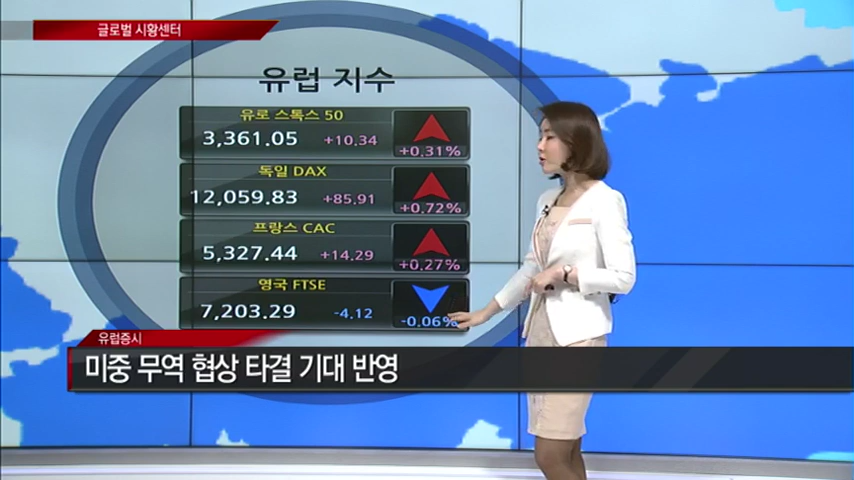 글로벌 시황센터
유럽 지수
유로 스톡스 50
3,361.05 +10.34 +0.31%
독일 DAX
12,059.83 +85.91 +0.72%
프랑스 CAC
5,327.44 +14.29 +0.27%
영국 FTSE
7,203.29 -4.12 -0.06%
유럽증시
미중 무역 협상 타결 기대 반영